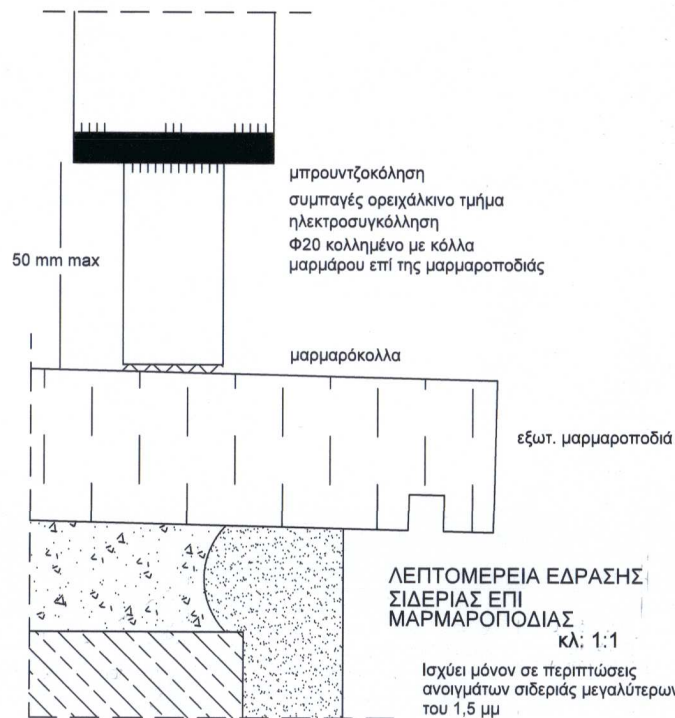 μπρουντζοκόληση
συμπαγές ορειχάλκινο τμήμα
ηλεκτροσυγκόλληση
Φ20 κολλημένο με κόλλα
μαρμάρου επί της μαρμαροποδιάς
50 mm max
μαρμαρόκολλα
εξωτ. μαρμαροποδιά
ΛΕΠΤΟΜΕΡΕΙΑ ΕΔΡΑΣΗΣ
ΣΙΔΕΡΙΑΣ ΕΠΙ
ΜΑΡΜΑΡΟΠΟΔΙΑΣ
κλ: 1:1
Ισχύει μόνον σε περιπτώσεις
ανοιγμάτων σιδεριάς μεγαλύτερων
του 1,5 μμ